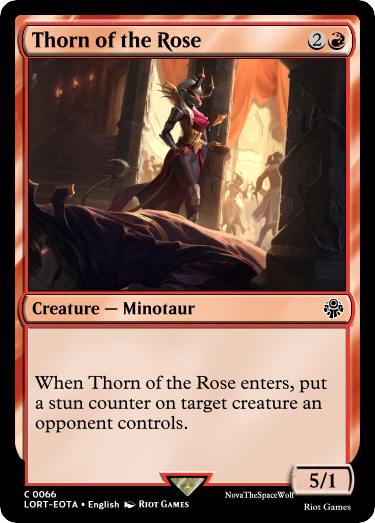 Thorn of the Rose 2
Creature — Minotaur
When Thorn of the Rose enters, put
a stun counter on target creature an
opponent controls.
5/1
C 0066
LORT-EOTA • English Riot Games
NovaTheSpaceWolf
Riot Games